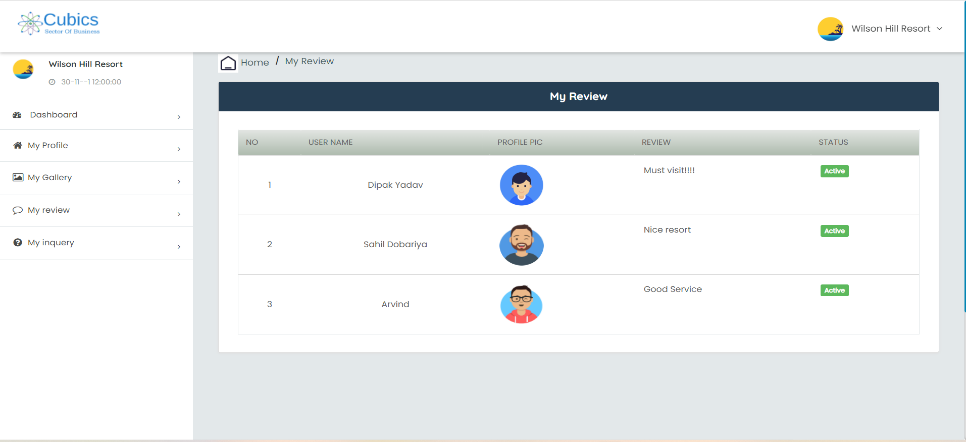 Cubics
Sector Of Business
Wilson Hill Resort
Wilson Hill Resort
30-11--1 12:00:00
Dashboard
My Profile
My Gallery
My review
My inquery
Home / My Review
My Review
NO USER NAME PROFILE PIC REVIEW STATUS
1 Dipak Yadav Must visit!!!! Active
2 Sahil Dobariya Nice resort Active
3 Arvind Good Service Active